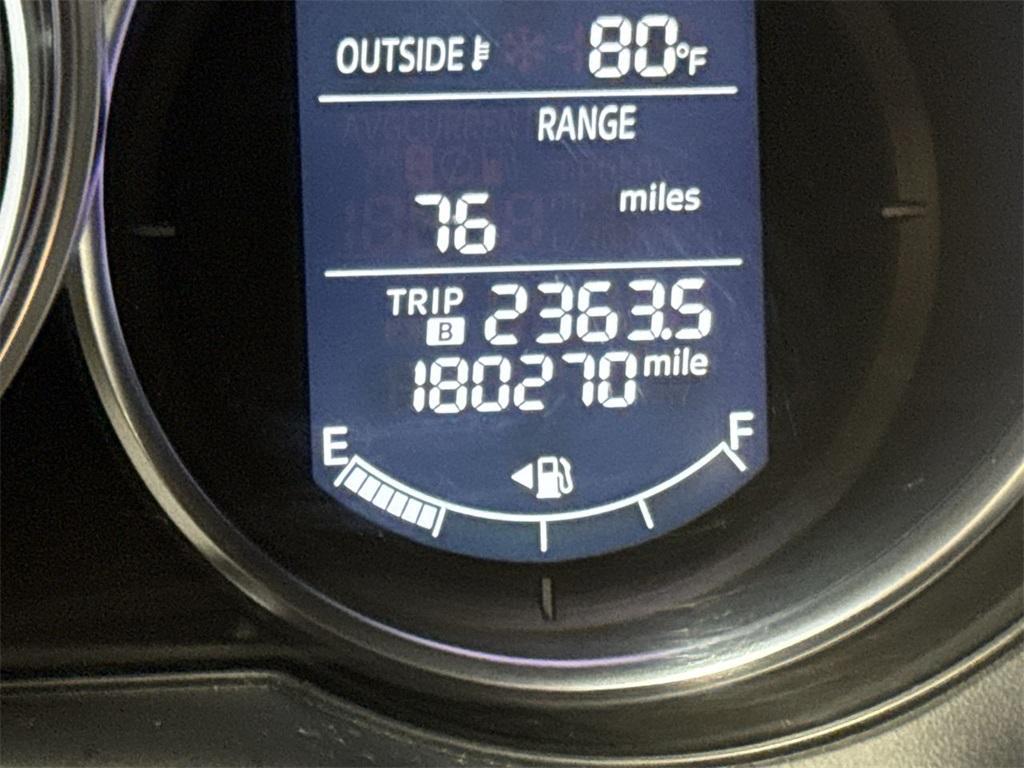 OUTSIDE 80°F
RANGE
miles
76
TRIP B 2363.5
180270 mile
E F